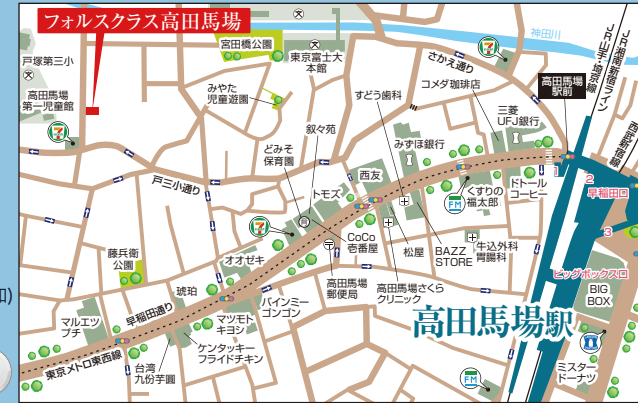 フォルスクラス高田馬場
戸塚第三小
高田馬場
第一児童館
宮田橋公園
東京富士大
本館
神田川
さかえ通り
コメダ珈琲店
高田馬場
駅前
JR湘南新宿ライン
JR山手・埼京線
西武新宿線
みやた
児童遊園
すどう歯科
三菱
UFJ銀行
叙々苑
みずほ銀行
どみそ
保育園
西友
戸三小通り
トモズ
くすりの
福太郎
ドトール
コーヒー
1
2
早稲田口
3
FM
藤兵衛
公園
オオゼキ
CoCo
壱番屋
松屋
BAZZ
STORE
牛込外科
胃腸科
ビッグボックス口
BIG
BOX
琥珀
高田馬場
郵便局
高田馬場さくら
クリニック
マルエツ
プチ
早稲田通り
マツモト
キヨシ
バインミー
ゴンゴン
高田馬場駅
東京メトロ東西線
台湾
九份芋圓
ケンタッキー
フライドチキン
ミスター
ドーナツ
FM